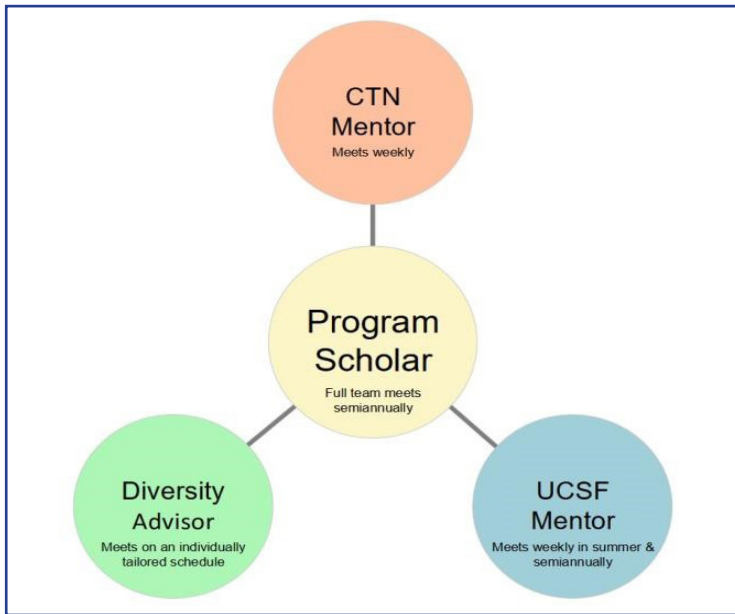 CTN
Mentor
Meets weekly
Program
Scholar
Full team meets
semiannually
Diversity
Advisor
Meets on an individually
tailored schedule
UCSF
Mentor
Meets weekly in summer &
semiannually